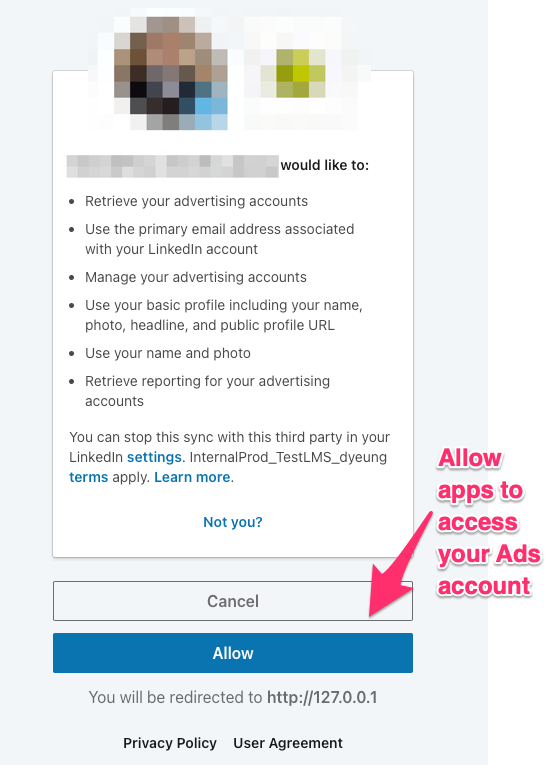 would like to:
Retrieve your advertising accounts
Use the primary email address associated
with your LinkedIn account
Manage your advertising accounts
Use your basic profile including your name,
photo, headline, and public profile URL
Use your name and photo
Retrieve reporting for your advertising
accounts
You can stop this sync with this third party in your
LinkedIn settings. InternalProd_TestLMS_dyeung
terms apply. Learn more.
Not you?
Allow
apps to
access
your Ads
account
Cancel
Allow
You will be redirected to http://127.0.0.1
Privacy Policy User Agreement